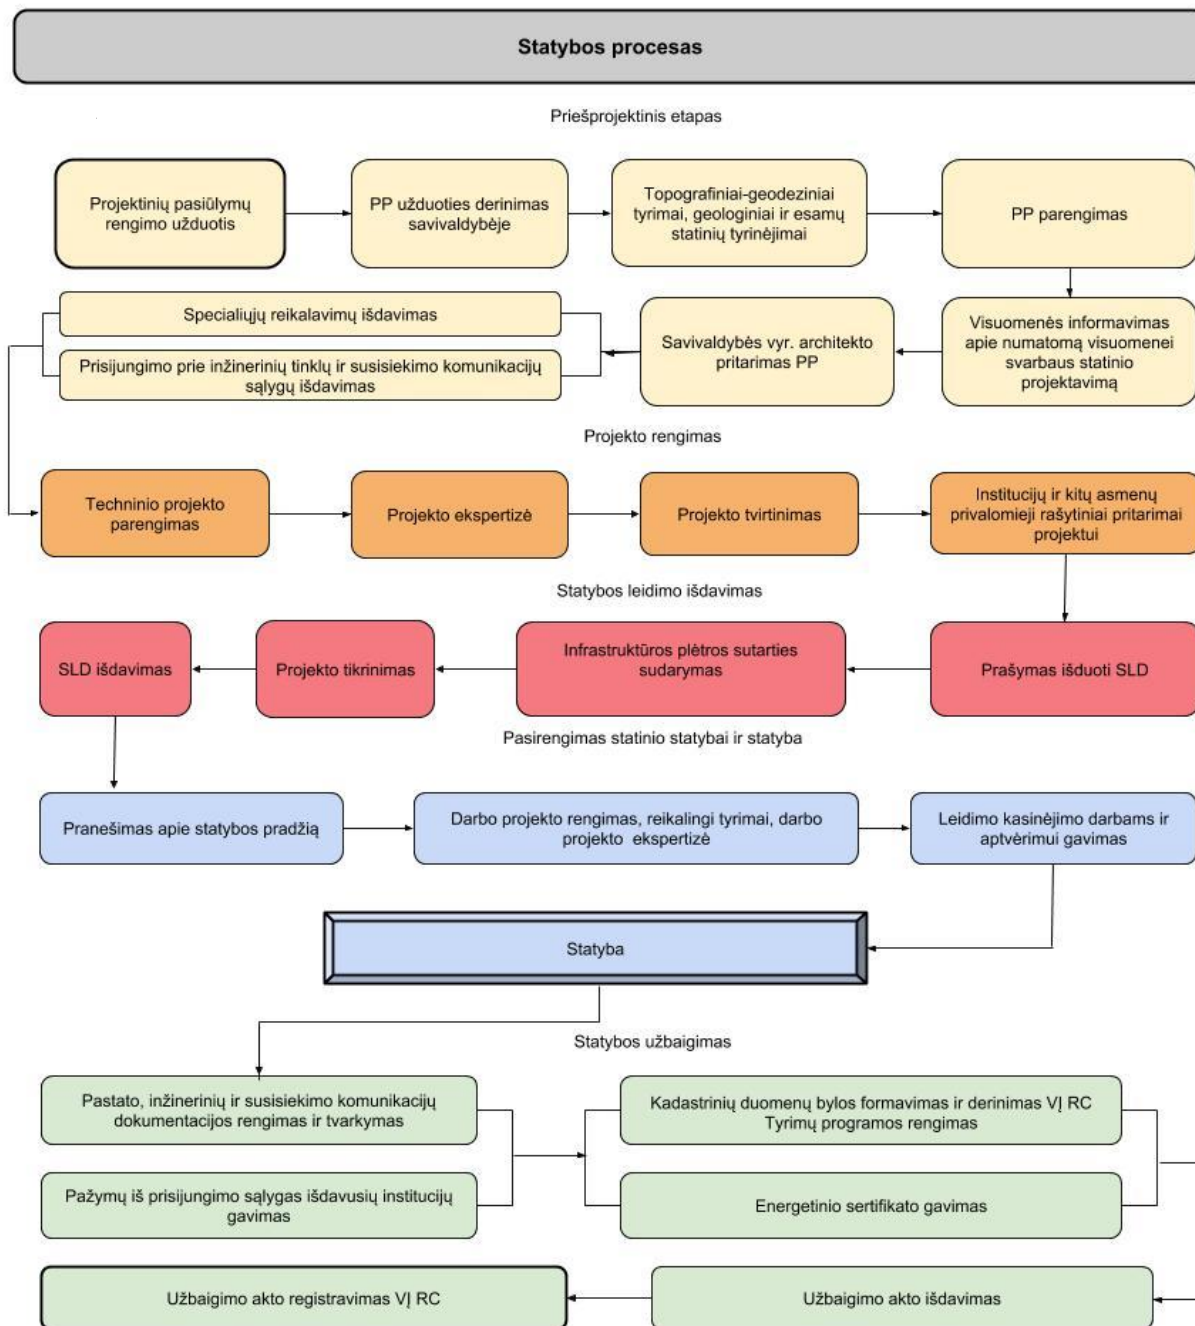 Statybos procesas
Priešprojektinis etapas
Projektinių pasiūlymų
rengimo užduotis
PP užduoties derinimas
savivaldybėje
Topografiniai-geodeziniai
tyrimai, geologiniai ir esamų
statinių tyrinėjimai
PP parengimas
Specialiųjų reikalavimų išdavimas
Prisijungimo prie inžinerinių tinklų ir susisiekimo komunikacijų
sąlygų išdavimas
Savivaldybės vyr. architekto
pritarimas PP
Visuomenės informavimas
apie numatomą visuomenei
svarbaus statinio
projektavimą
Projekto rengimas
Techninio projekto
parengimas
Projekto ekspertizė
Projekto tvirtinimas
Institucijų ir kitų asmenų
privalomieji rašytiniai pritarimai
projektui
Statybos leidimo išdavimas
SLD išdavimas
Projekto tikrinimas
Infrastruktūros plėtros sutarties
sudarymas
Prašymas išduoti SLD
Pasirengimas statinio statybai ir statyba
Pranešimas apie statybos pradžią
Darbo projekto rengimas, reikalingi tyrimai, darbo
projekto ekspertizė
Leidimo kasinėjimo darbams ir
aptvėrimui gavimas
Statyba
Statybos užbaigimas
Pastato, inžinerinių ir susisiekimo komunikacijų
dokumentacijos rengimas ir tvarkymas
Kadastrinių duomenų bylos formavimas ir derinimas VĮ RC
Tyrimų programos rengimas
Pažymų iš prisijungimo sąlygas išdavusių institucijų
gavimas
Energetinio sertifikato gavimas
Užbaigimo akto registravimas VĮ RC
Užbaigimo akto išdavimas